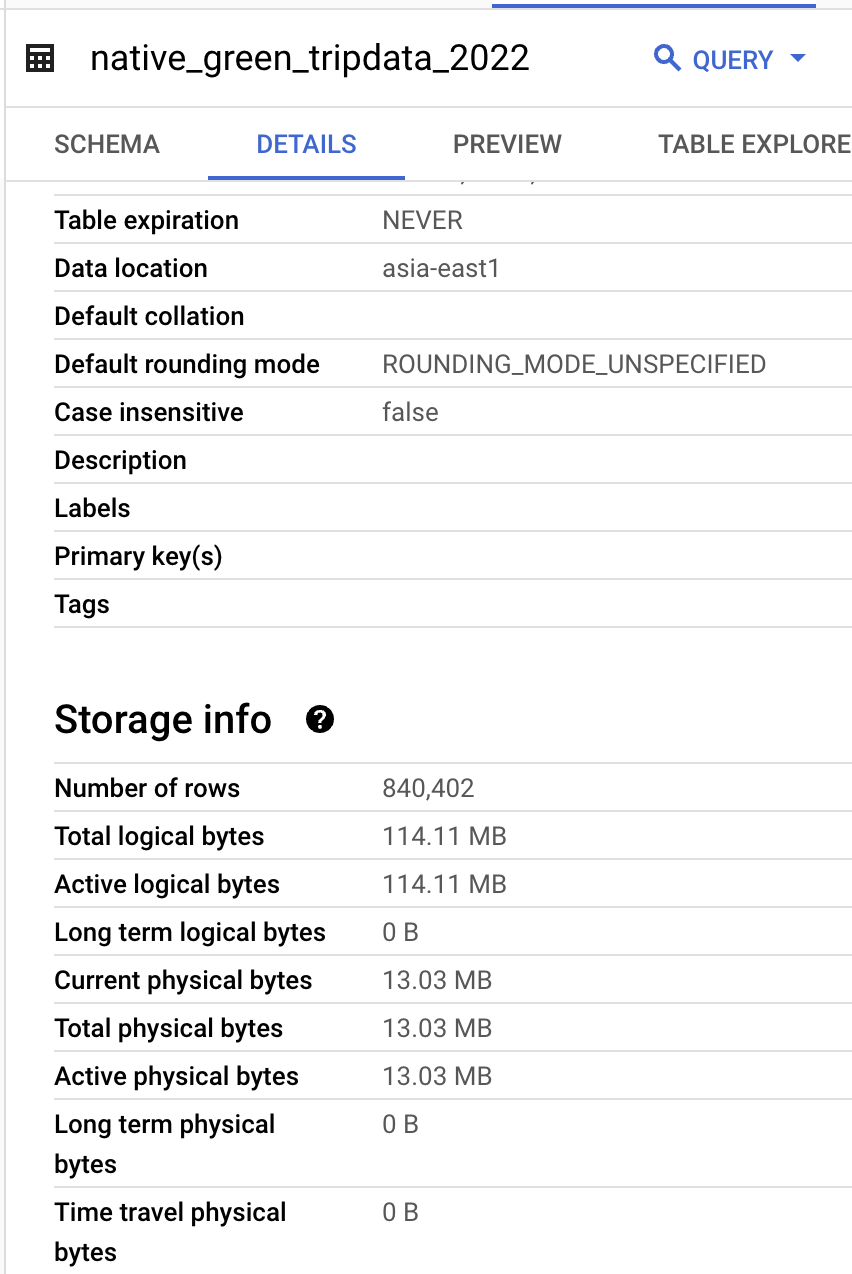 native_green_tripdata_2022 QUERY
SCHEMA DETAILS PREVIEW TABLE EXPLORE
Table expiration NEVER
Data location asia-east1
Default collation
Default rounding mode ROUNDING_MODE_UNSPECIFIED
Case insensitive false
Description
Labels
Primary key(s)
Tags
Storage info ?
Number of rows 840,402
Total logical bytes 114.11 MB
Active logical bytes 114.11 MB
Long term logical bytes 0 B
Current physical bytes 13.03 MB
Total physical bytes 13.03 MB
Active physical bytes 13.03 MB
Long term physical 0 B
bytes
Time travel physical 0 B
bytes